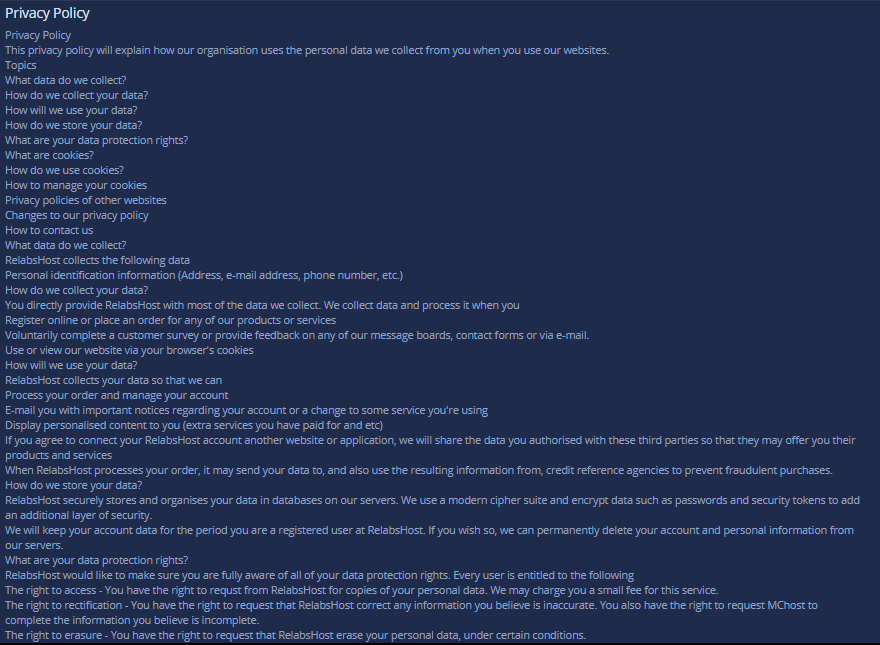 Privacy Policy
Privacy Policy
This privacy policy will explain how our organisation uses the personal data we collect from you when you use our websites.
Topics
What data do we collect?
How do we collect your data?
How will we use your data?
How do we store your data?
What are your data protection rights?
What are cookies?
How do we use cookies?
How to manage your cookies
Privacy policies of other websites
Changes to our privacy policy
How to contact us
What data do we collect?
RelabsHost collects the following data
Personal identification information (Address, e-mail address, phone number, etc.)
How do we collect your data?
You directly provide RelabsHost with most of the data we collect. We collect data and process it when you
Register online or place an order for any of our products or services
Voluntarily complete a customer survey or provide feedback on any of our message boards, contact forms or via e-mail.
Use or view our website via your browser's cookies
How will we use your data?
RelabsHost collects your data so that we can
Process your order and manage your account
E-mail you with important notices regarding your account or a change to some service you're using
Display personalised content to you (extra services you have paid for and etc)
If you agree to connect your RelabsHost account another website or application, we will share the data you authorised with these third parties so that they may offer you their
products and services
When RelabsHost processes your order, it may send your data to, and also use the resulting information from, credit reference agencies to prevent fraudulent purchases.
How do we store your data?
RelabsHost securely stores and organises your data in databases on our servers. We use a modern cipher suite and encrypt data such as passwords and security tokens to add
an additional layer of security.
We will keep your account data for the period you are a registered user at RelabsHost. If you wish so, we can permanently delete your account and personal information from
our servers.
What are your data protection rights?
RelabsHost would like to make sure you are fully aware of all of your data protection rights. Every user is entitled to the following
The right to access - You have the right to requst from RelabsHost for copies of your personal data. We may charge you a small fee for this service.
The right to rectification - You have the right to request that RelabsHost correct any information you believe is inaccurate. You also have the right to request MChost to
complete the information you believe is incomplete.
The right to erasure - You have the right to request that RelabsHost erase your personal data, under certain conditions.